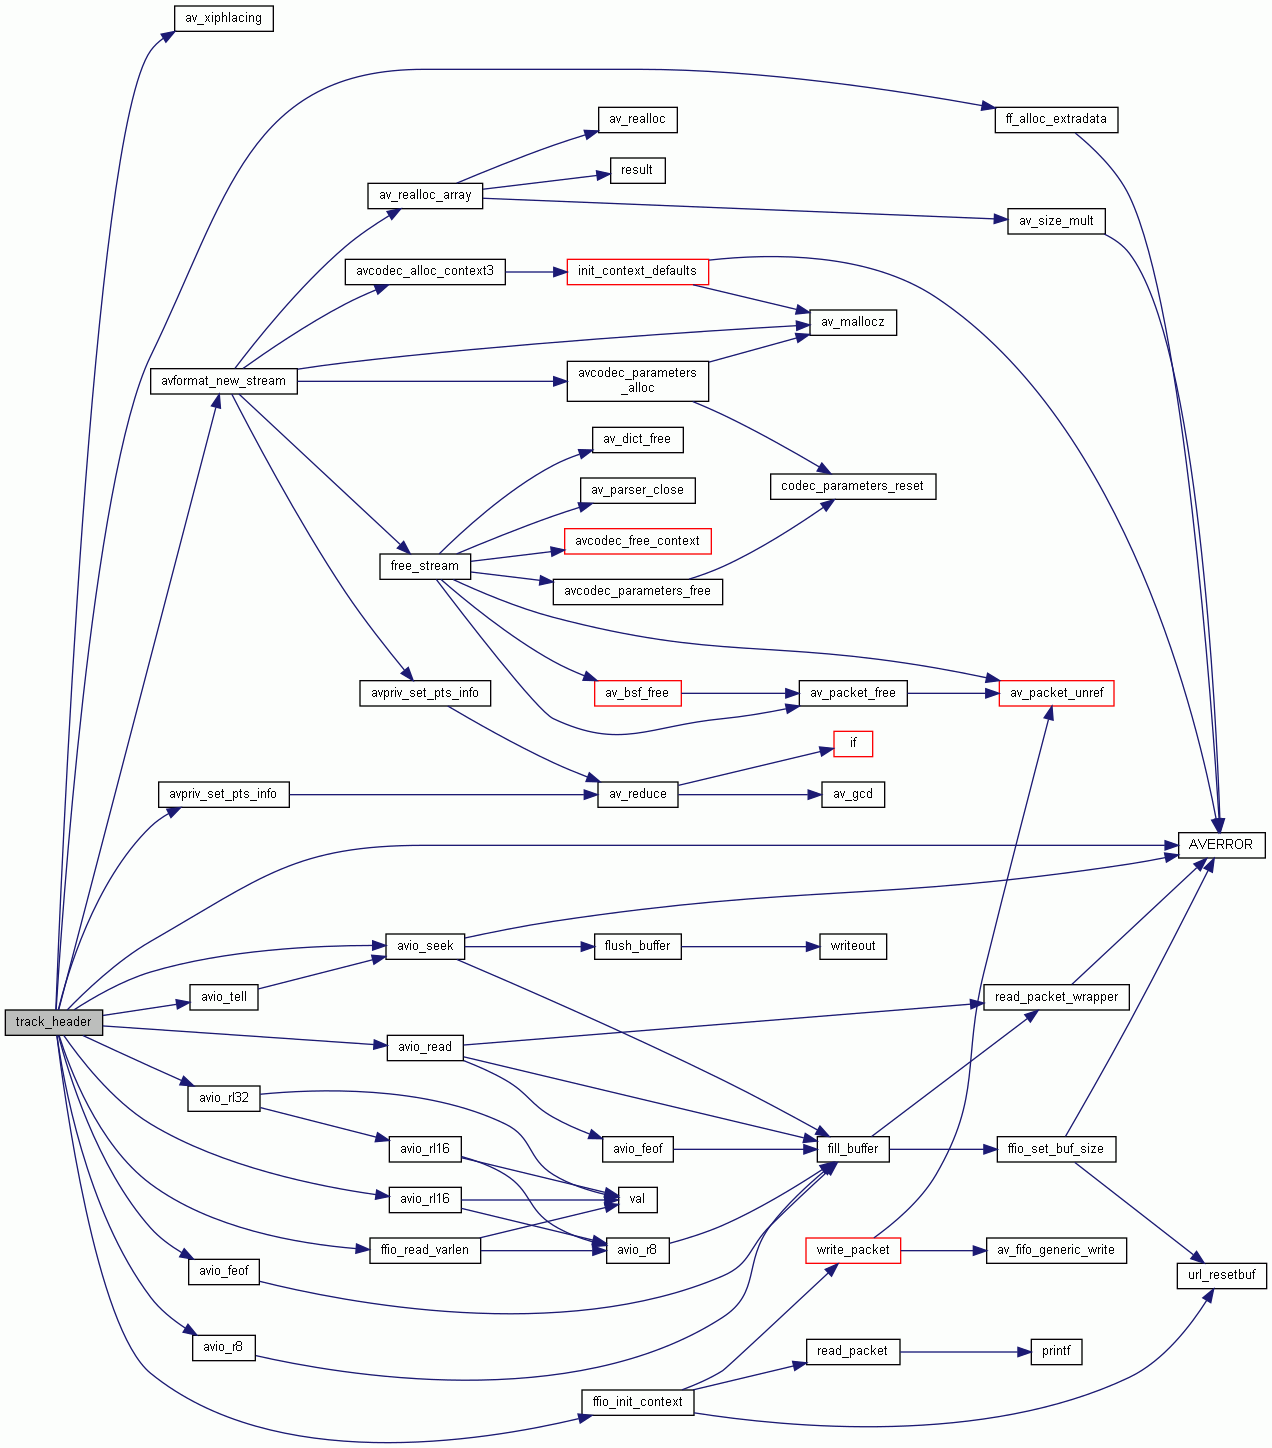 av_xiphlacing
ff_alloc_extradata
av_realloc
result
av_realloc_array
av_size_mult
avcodec_alloc_context3
init_context_defaults
av_mallocz
avformat_new_stream
avcodec_parameters
_alloc
av_dict_free
codec_parameters_reset
av_parser_close
avcodec_free_context
free_stream
avcodec_parameters_free
avpriv_set_pts_info
av_bsf_free
av_packet_free
av_packet_unref
if
avpriv_set_pts_info
av_reduce
av_gcd
AVERROR
avio_seek
flush_buffer
writeout
avio_tell
read_packet_wrapper
track_header
avio_read
avio_rl32
avio_rl16
avio_feof
fill_buffer
ffio_set_buf_size
avio_rl16
val
ffio_read_varlen
avio_r8
write_packet
av_fifo_generic_write
avio_feof
url_resetbuf
avio_r8
read_packet
printf
ffio_init_context